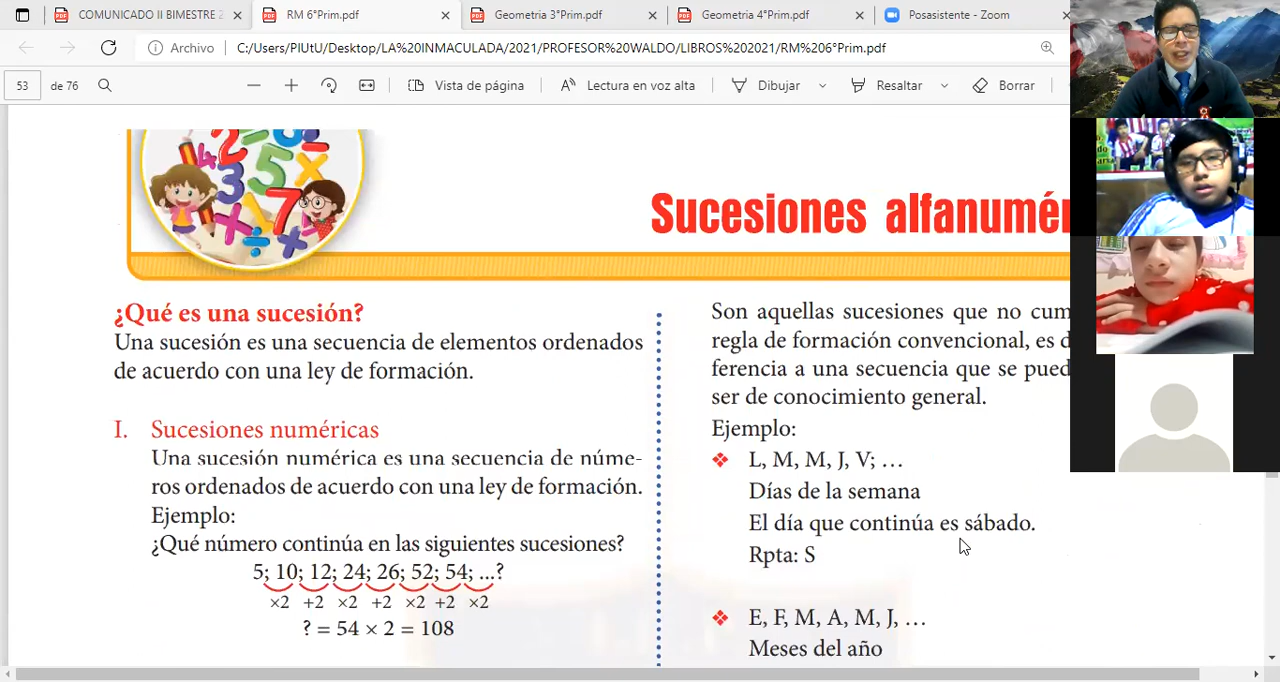 COMUNICADO II BIMESTRE 2
RM 6°Prim.pdf
Geometria 3°Prim.pdf
Geometria 4°Prim.pdf
Posasistente - Zoom
Archivo
C:/Users/PIUtU/Desktop/LA%20INMACULADA/2021/PROFESOR%20WALDO/LIBROS%202021/RM%206°Prim.pdf
53 de 76
Vista de página
Lectura en voz alta
Dibujar
Resaltar
Borrar
Sucesiones alfanumér
¿Qué es una sucesión?
Una sucesión es una secuencia de elementos ordenados
de acuerdo con una ley de formación.
I. Sucesiones numéricas
Una sucesión numérica es una secuencia de núme-
ros ordenados de acuerdo con una ley de formación.
Ejemplo:
¿Qué número continúa en las siguientes sucesiones?
5; 10; 12; 24; 26; 52; 54; ...?
×2 +2 ×2 +2 ×2 +2 ×2
? = 54 × 2 = 108
Son aquellas sucesiones que no cum
regla de formación convencional, es d
ferencia a una secuencia que se pued
ser de conocimiento general.
Ejemplo:
L, M, M, J, V; ...
Días de la semana
El día que continúa es sábado.
Rpta: S
E, F, M, A, M, J, ...
Meses del año